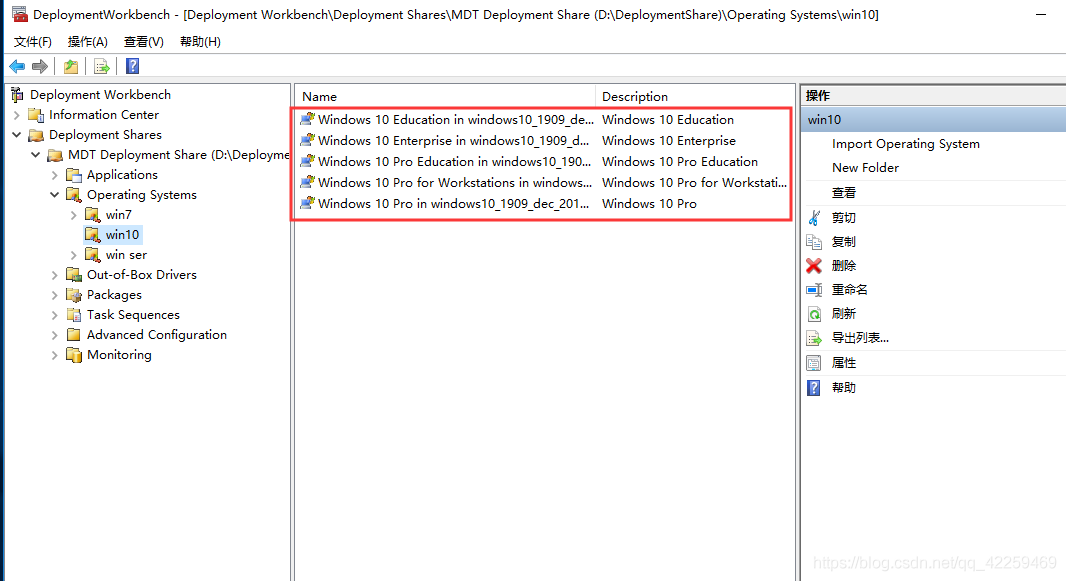 DeploymentWorkbench - [Deployment Workbench\Deployment Shares\MDT Deployment Share (D:\DeploymentShare)\Operating Systems\win10]
文件(F) 操作(A) 查看(V) 帮助(H)
Deployment Workbench
Information Center
Deployment Shares
MDT Deployment Share (D:\Deployme
Applications
Operating Systems
win7
win10
win ser
Out-of-Box Drivers
Packages
Task Sequences
Advanced Configuration
Monitoring
Name Description
Windows 10 Education in windows10_1909_de... Windows 10 Education
Windows 10 Enterprise in windows10_1909_d... Windows 10 Enterprise
Windows 10 Pro Education in windows10_190... Windows 10 Pro Education
Windows 10 Pro for Workstations in windows... Windows 10 Pro for Workstati...
Windows 10 Pro in windows10_1909_dec_201... Windows 10 Pro
操作
win10
Import Operating System
New Folder
查看
剪切
复制
删除
重命名
刷新
导出列表...
属性
帮助
https://blog.csdn.net/qq_42259469